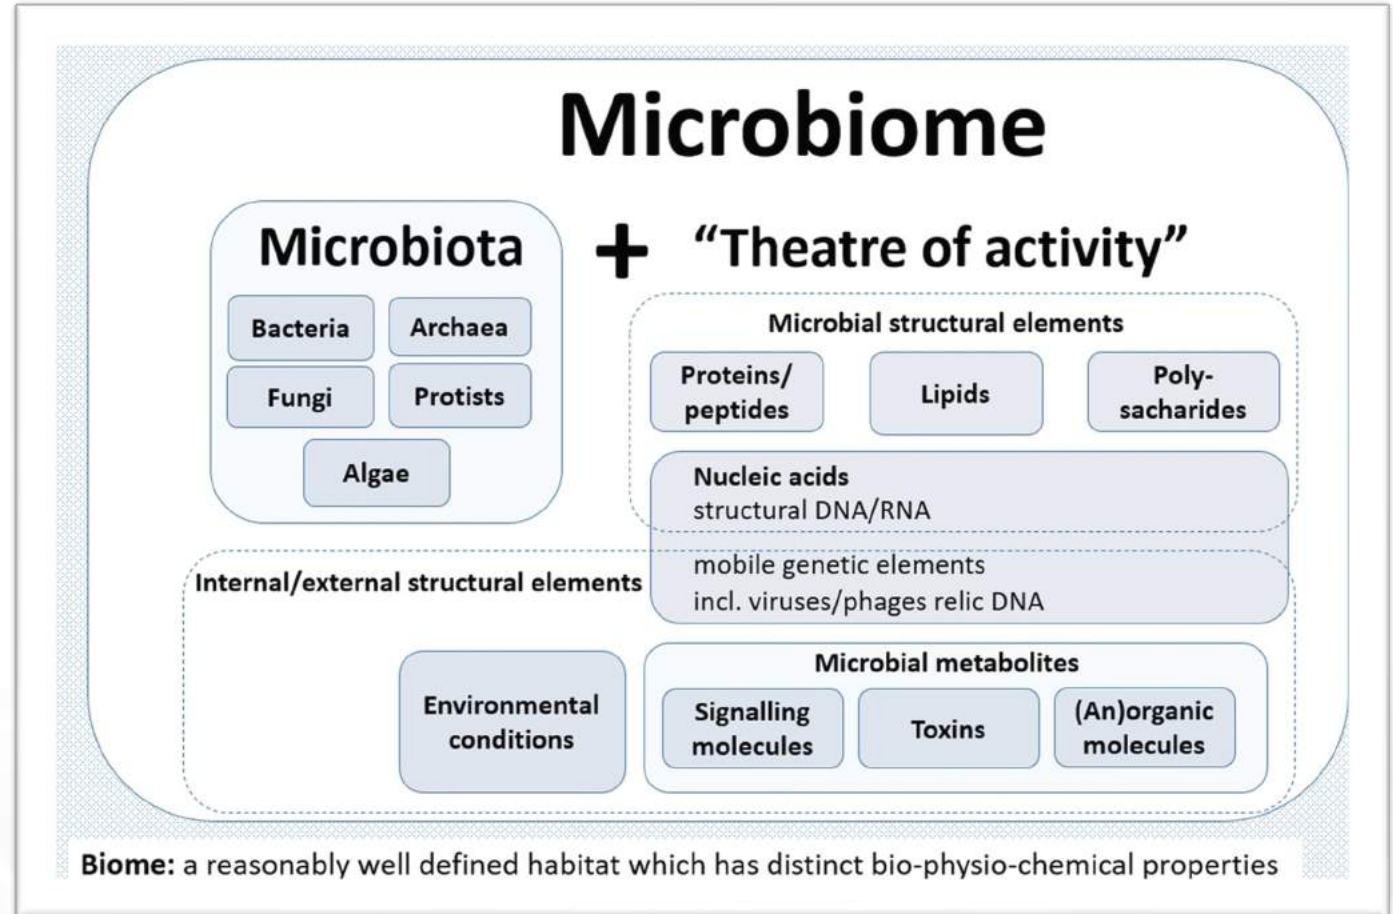 Microbiome
Microbiota + “Theatre of activity”
Bacteria
Archaea
Fungi
Protists
Algae
Microbial structural elements
Proteins/
peptides
Lipids
Poly-
sacharides
Nucleic acids
structural DNA/RNA
mobile genetic elements
incl. viruses/phages relic DNA
Internal/external structural elements
Environmental
conditions
Microbial metabolites
Signalling
molecules
Toxins
(An)organic
molecules
Biome: a reasonably well defined habitat which has distinct bio-physio-chemical properties